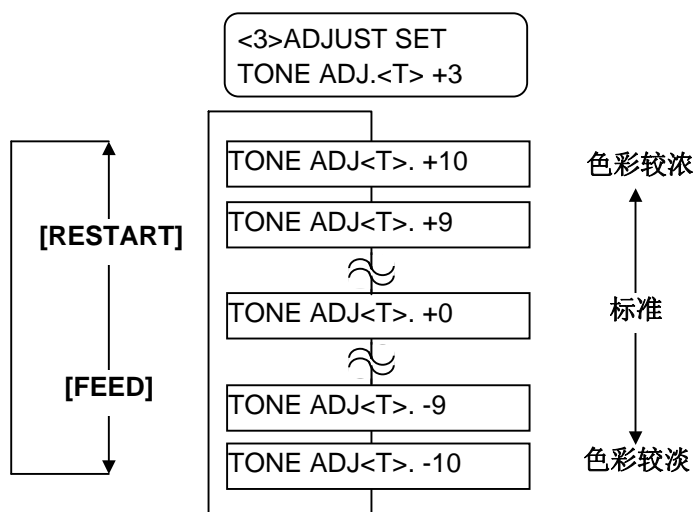 <3>ADJUST SET
TONE ADJ.<T> +3
TONE ADJ<T>. +10
色彩较浓
TONE ADJ<T>. +9
[RESTART]
TONE ADJ<T>. +0
标准
[FEED]
TONE ADJ<T>. -9
TONE ADJ<T>. -10
色彩较淡